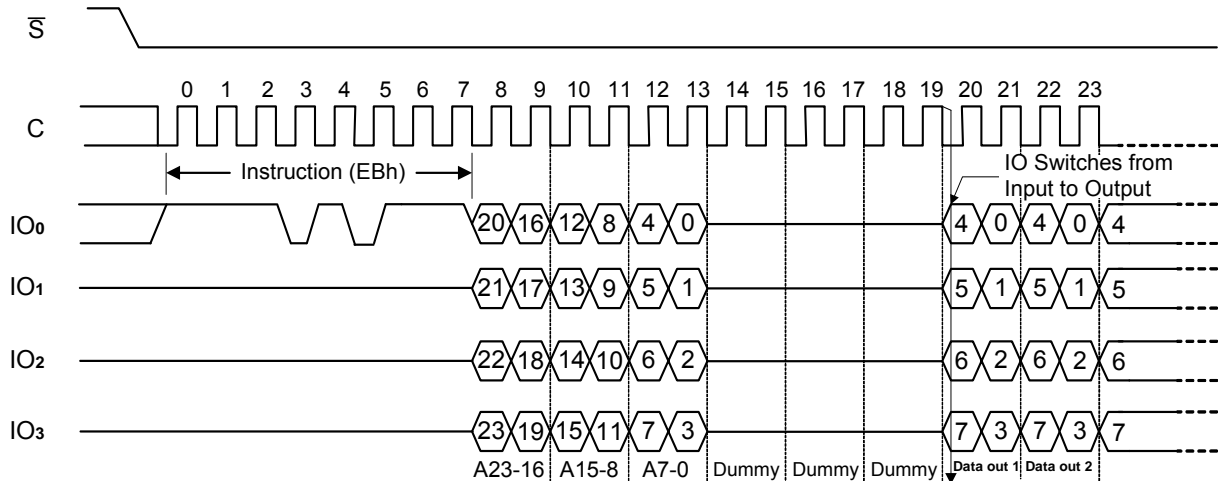 S
0 1 2 3 4 5 6 7 8 9 10 11 12 13 14 15 16 17 18 19 20 21 22 23
C
Instruction (EBh)
IO Switches from
Input to Output
IO0 20 16 12 8 4 0 4 0 4 0 4
IO1 21 17 13 9 5 1 5 1 5 1 5
IO2 22 18 14 10 6 2 6 2 6 2 6
IO3 23 19 15 11 7 3 7 3 7 3 7
A23-16 A15-8 A7-0 Dummy Dummy Dummy Data out 1 Data out 2